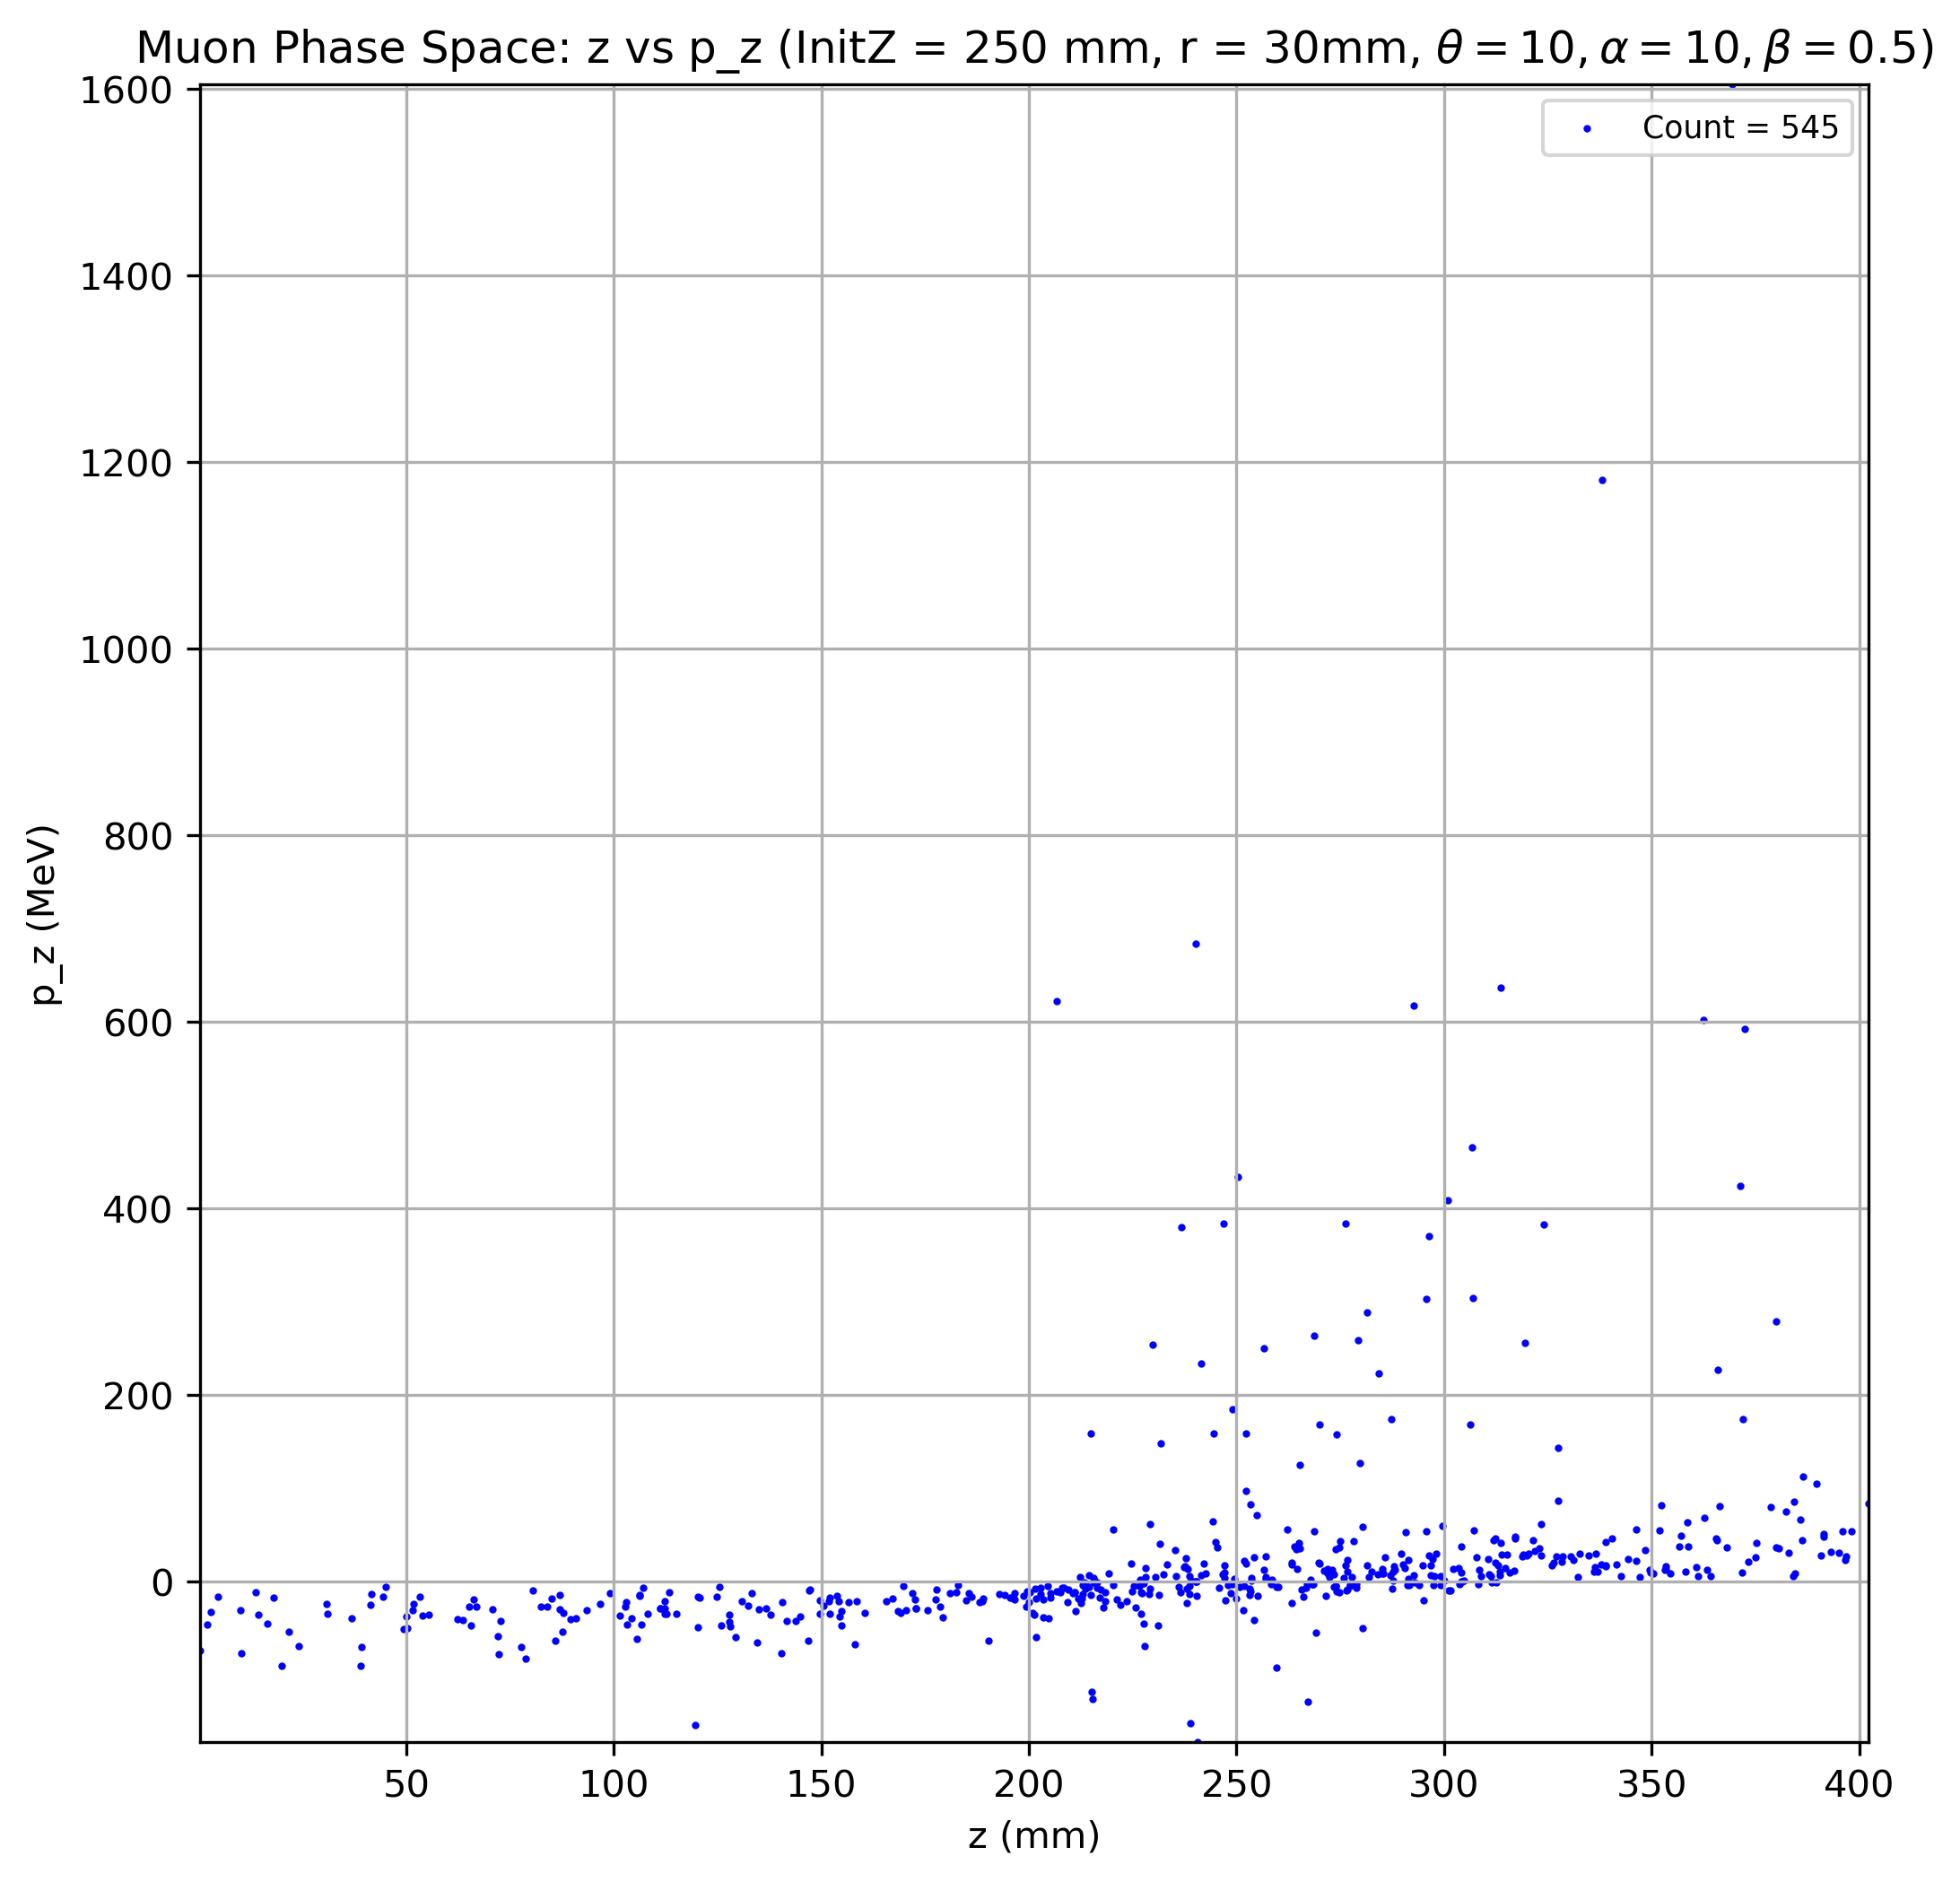 Muon Phase Space: z vs p_z (InitZ = 250 mm, r = 30mm, θ = 10, α = 10, β = 0.5)
Count = 545
1600
1400
1200
1000
800
600
400
200
0
p_z (MeV)
50 100 150 200 250 300 350 400
z (mm)